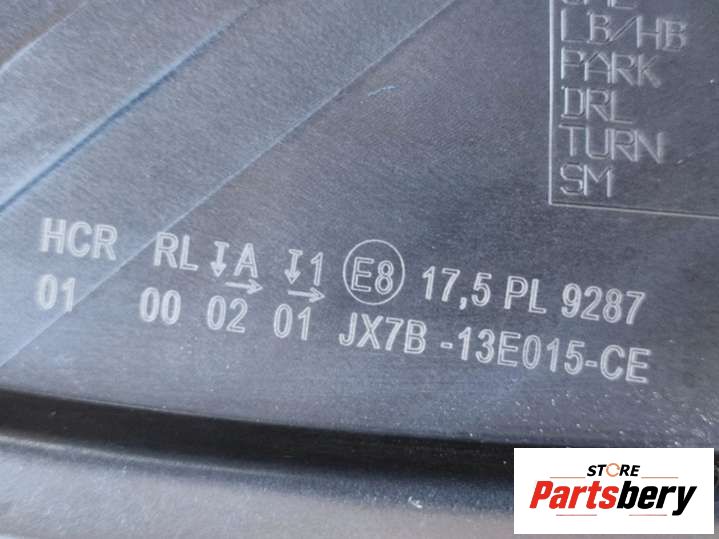 LB/HB
PARK
DRL
TURN
SM
HCR RL A 1 E8 17,5 PL 9287
01 00 02 01 JX7B -13E015-CE
STORE
Partsbery